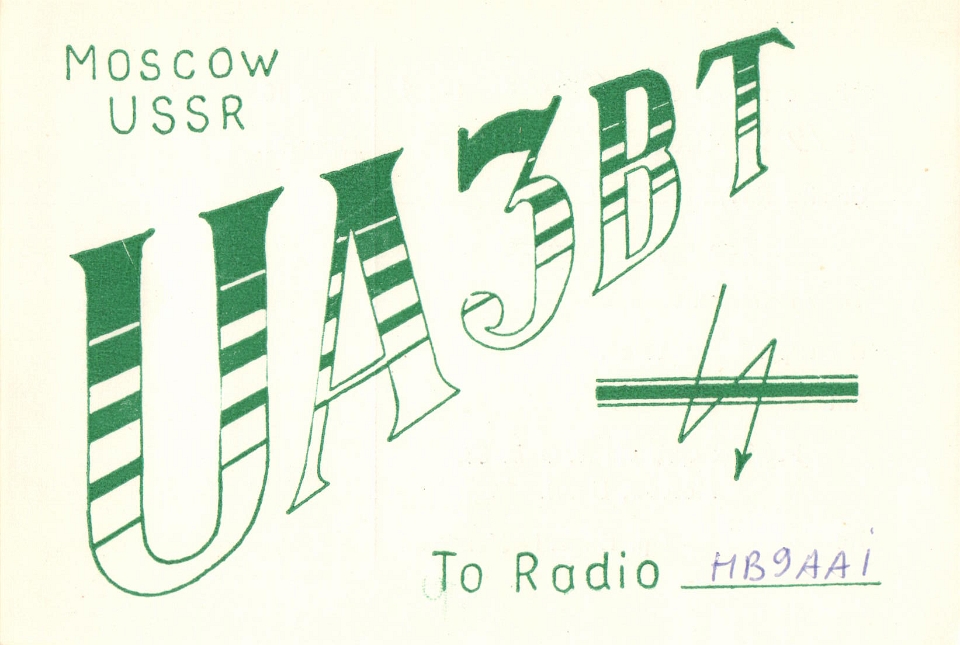 MOSCOW
USSR
UA3BT
To Radio HB9AAi